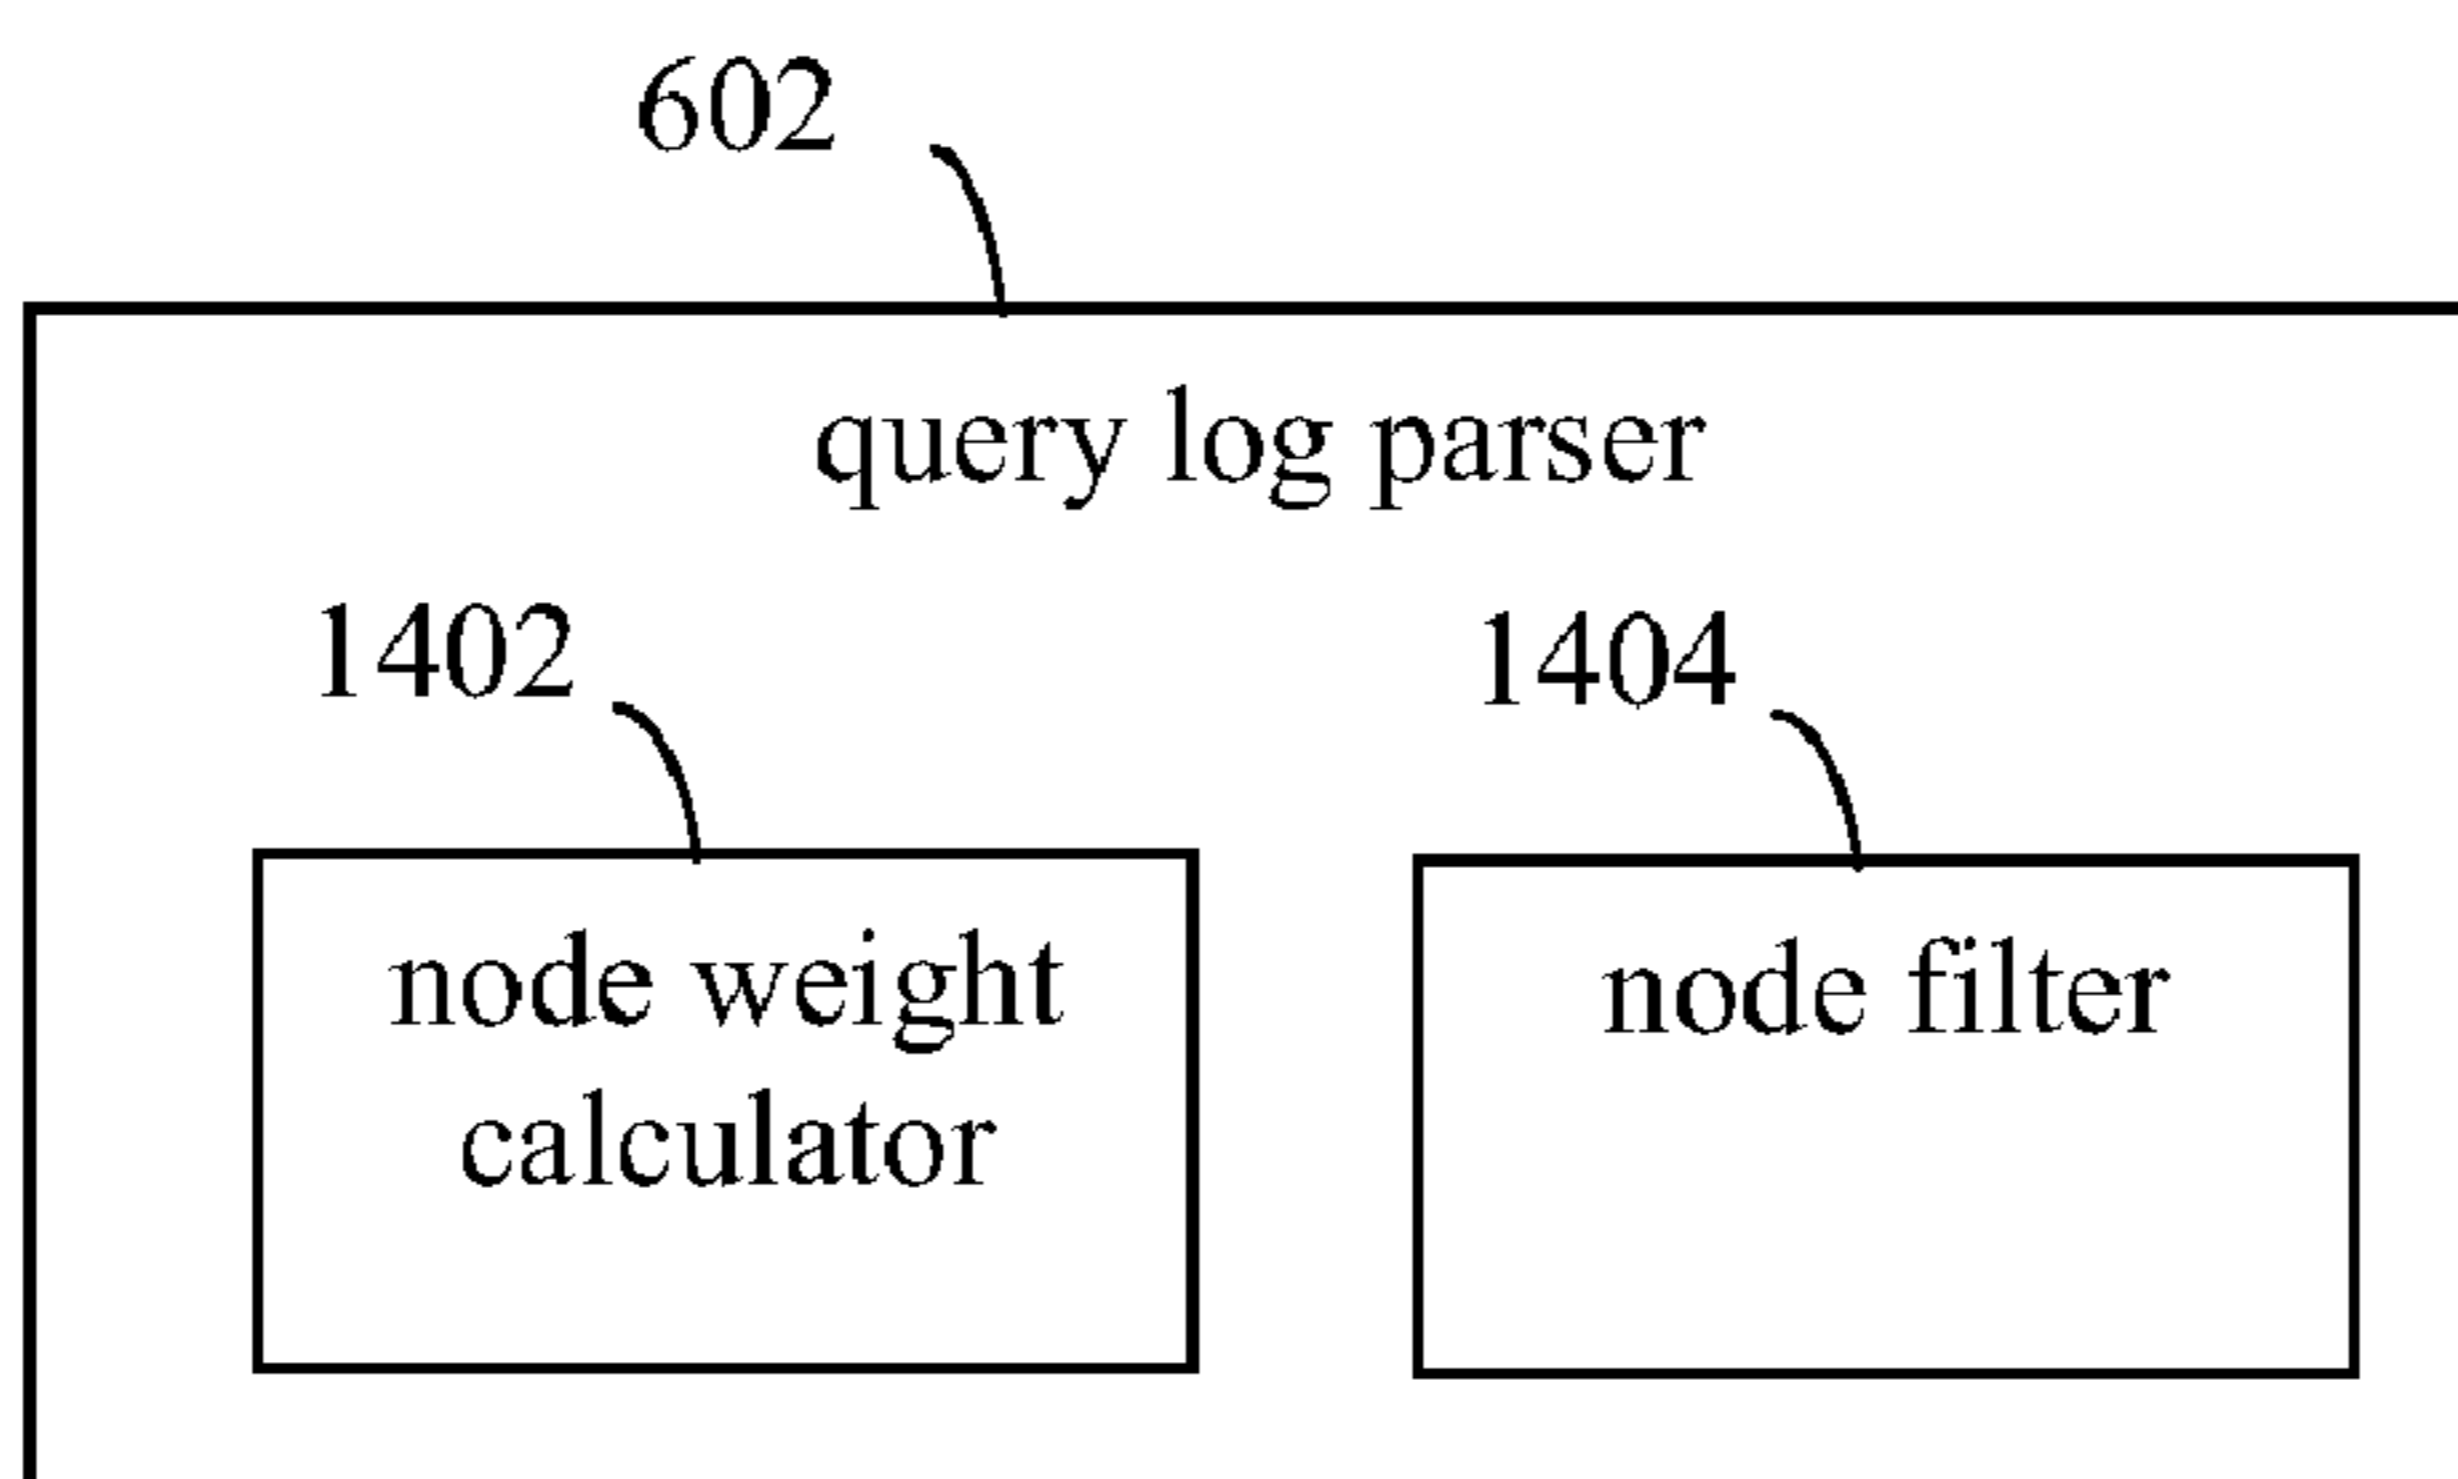 602
query log parser
1402
1404
node weight
calculator
node filter